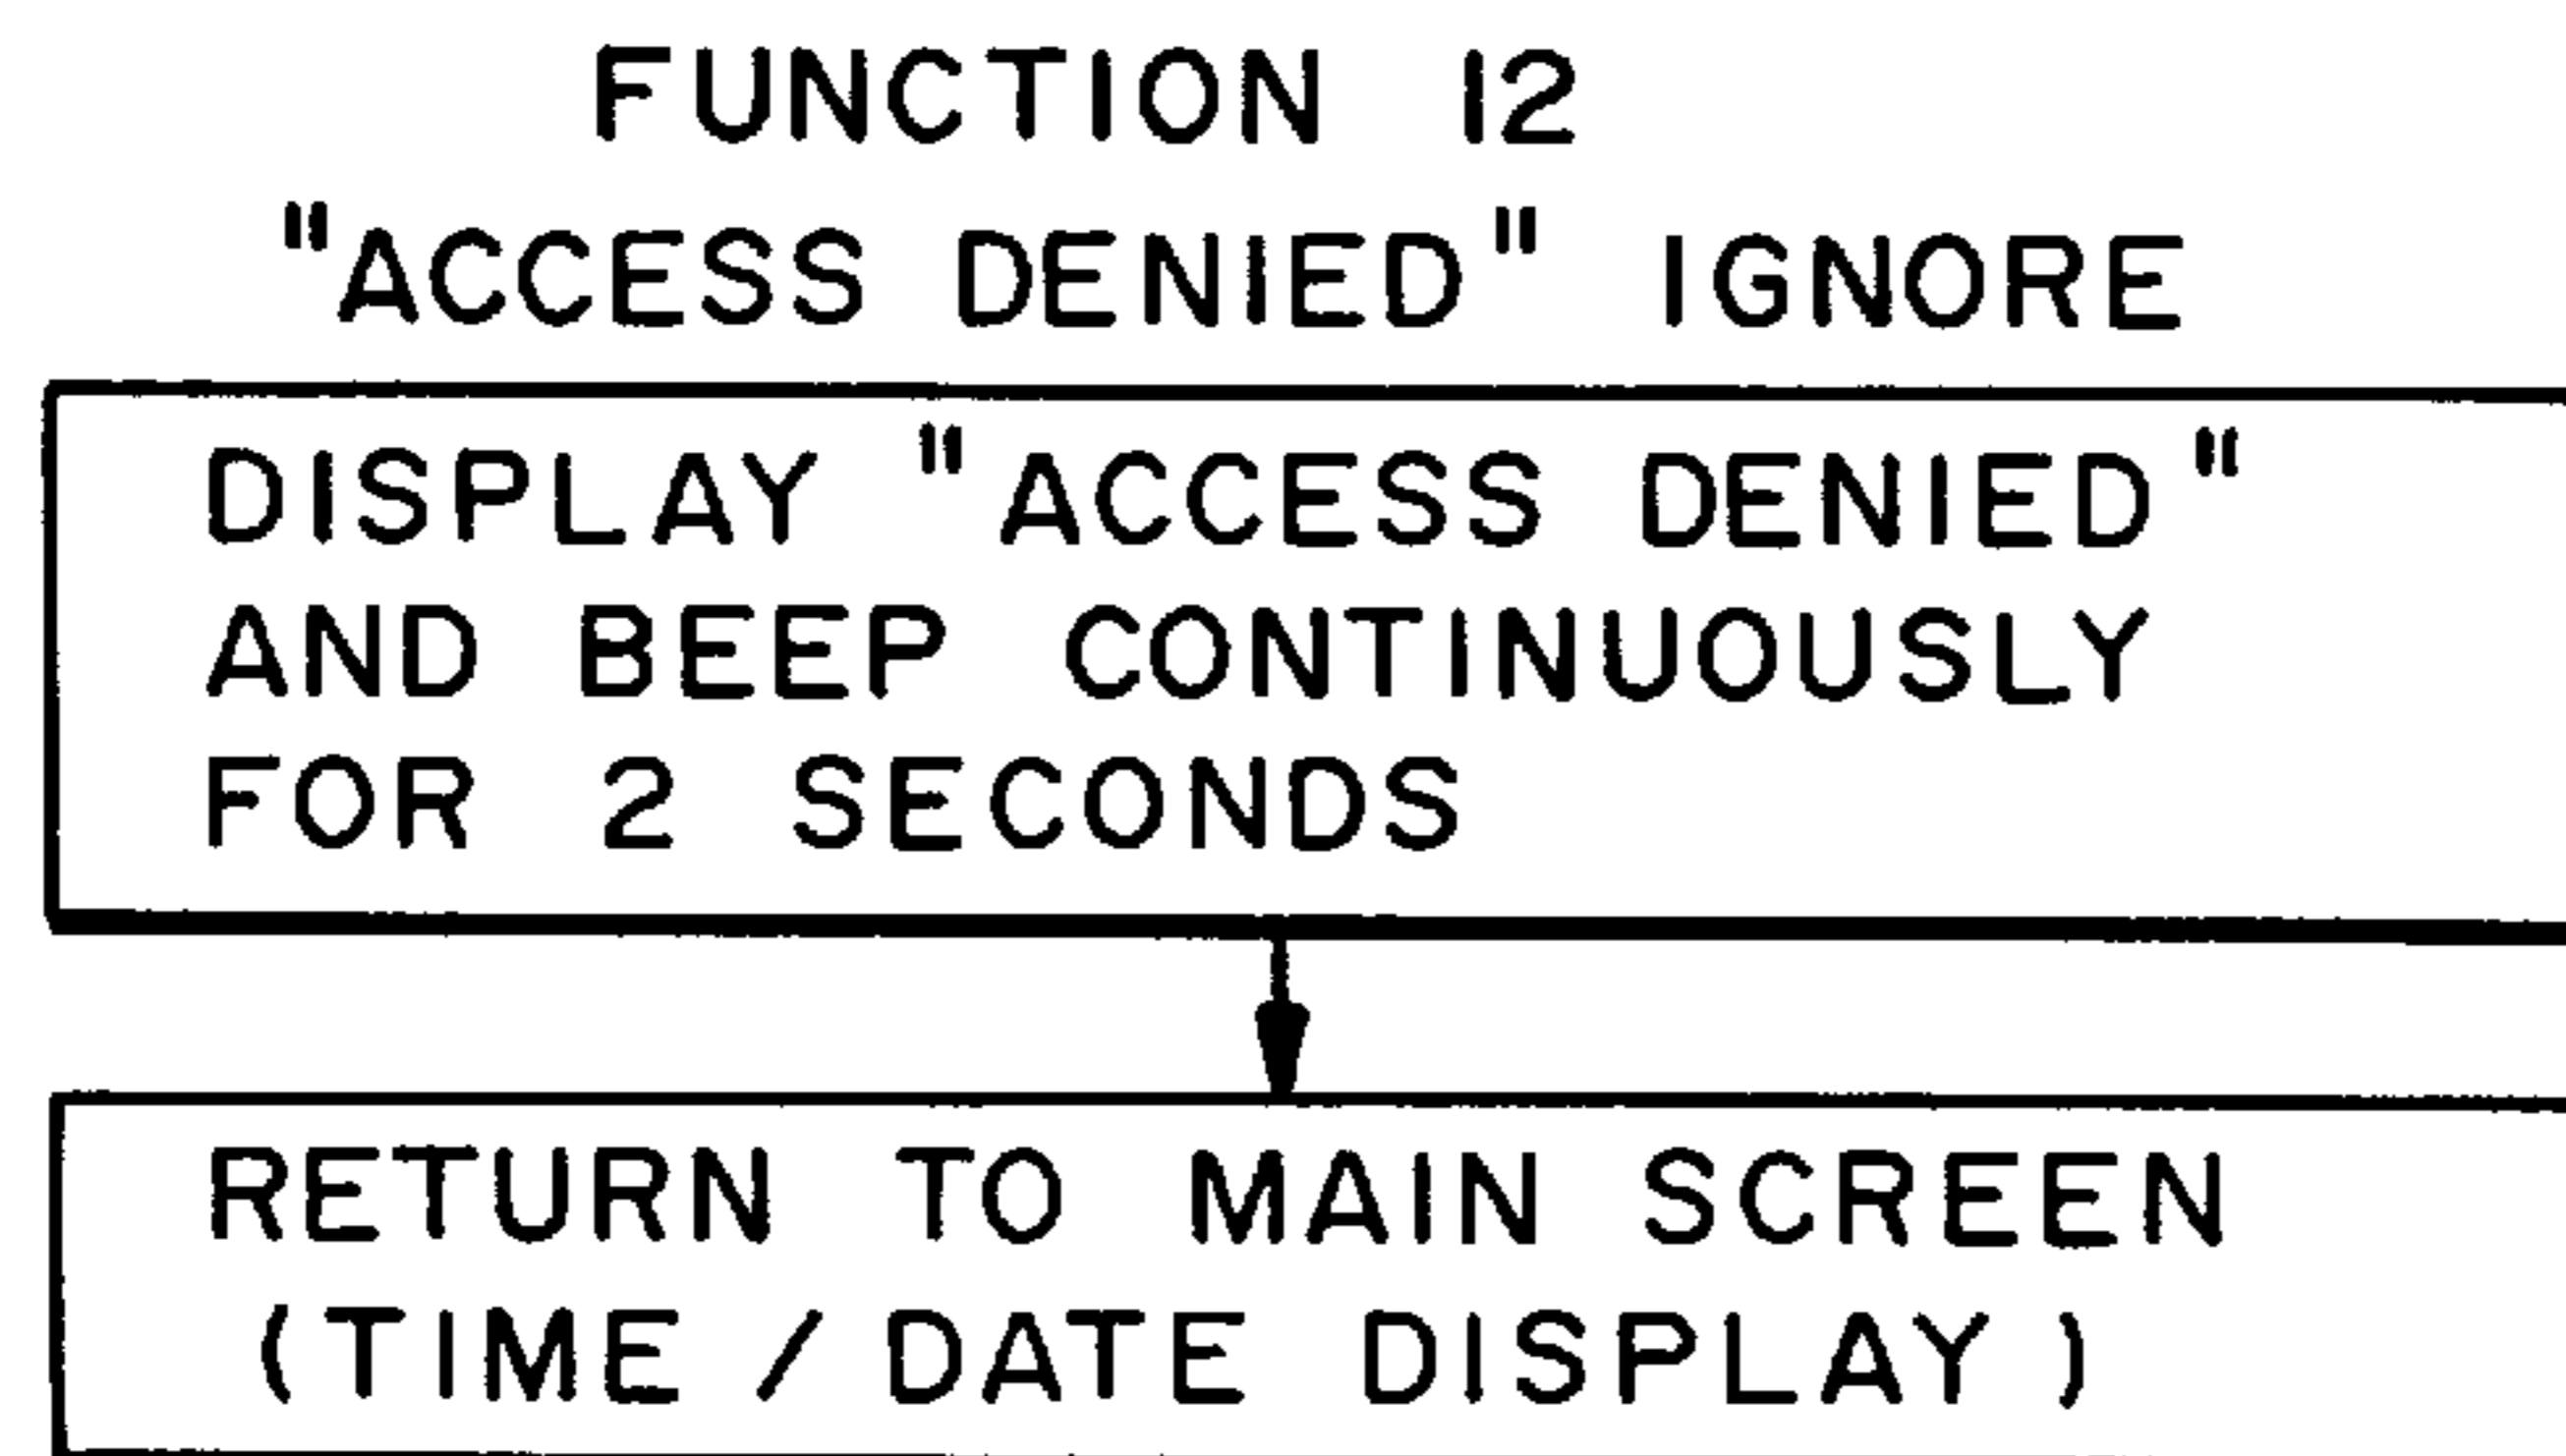 FUNCTION 12
"ACCESS DENIED" IGNORE
DISPLAY "ACCESS DENIED"
AND BEEP CONTINUOUSLY
FOR 2 SECONDS
RETURN TO MAIN SCREEN
(TIME / DATE DISPLAY)